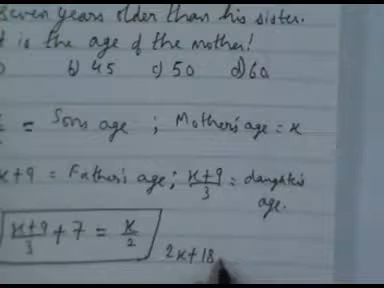 seven years older than his sister.
is the age of the mother!
b) 45 c) 50 d) 60
= Sons age ; Mother's age = x
x+9 = Father's age ; x+9/3 = daughter's age.
x+9/3 + 7 = x/2
2x+18